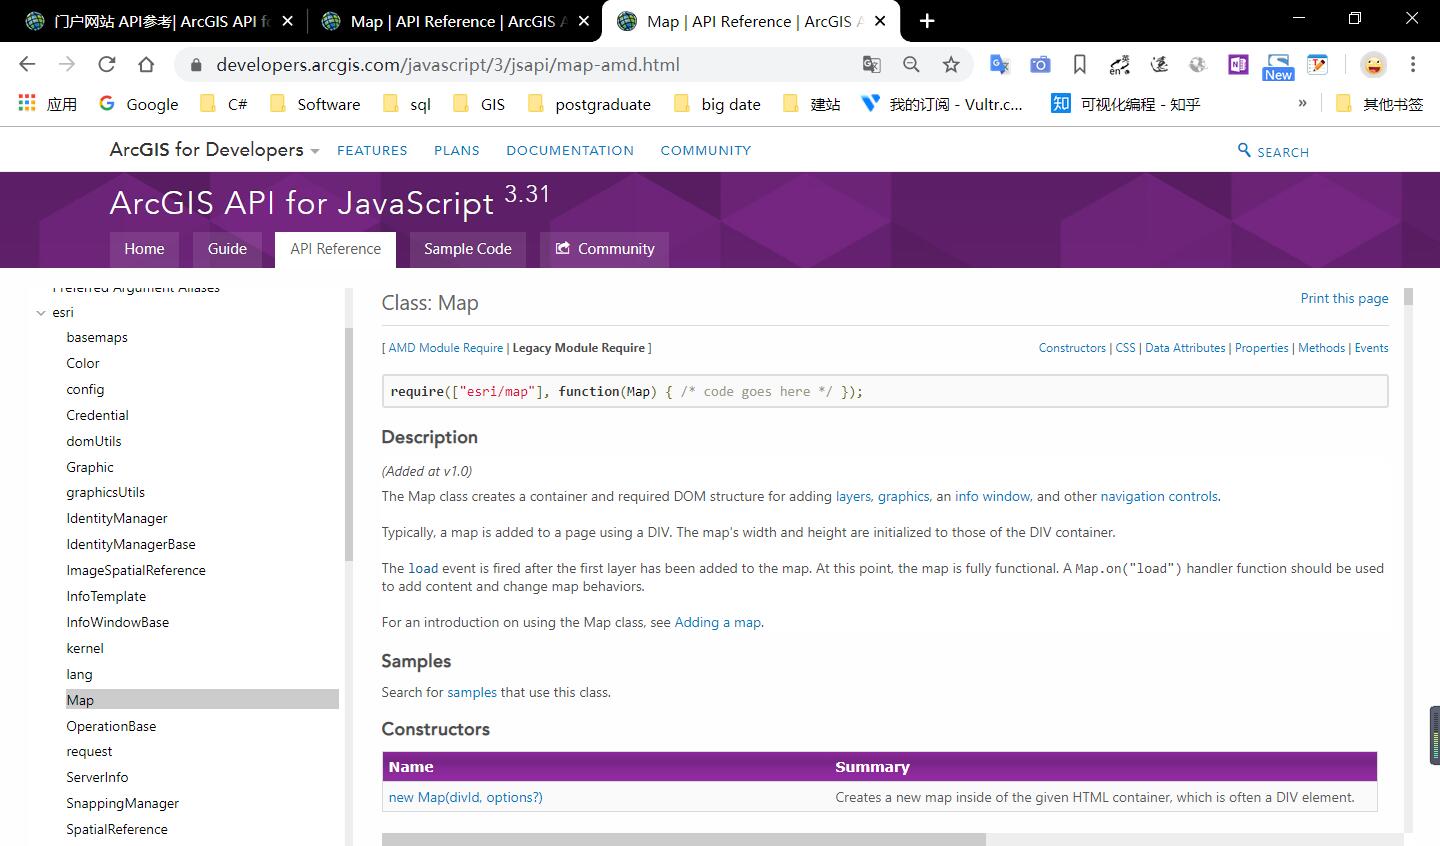 门户网站 API参考| ArcGIS API fo
Map | API Reference | ArcGIS A
Map | API Reference | ArcGIS A
developers.arcgis.com/javascript/3/jsapi/map-amd.html
New
应用
Google
C#
Software
sql
GIS
postgraduate
big date
建站
我的订阅 - Vultr.c...
知 可视化编程 - 知乎
»
其他书签
ArcGIS for Developers
FEATURES
PLANS
DOCUMENTATION
COMMUNITY
SEARCH
ArcGIS API for JavaScript 3.31
Home
Guide
API Reference
Sample Code
Community
Preferred Argument Aliases
esri
basemaps
Color
config
Credential
domUtils
Graphic
graphicsUtils
IdentityManager
IdentityManagerBase
ImageSpatialReference
InfoTemplate
InfoWindowBase
kernel
lang
Map
OperationBase
request
ServerInfo
SnappingManager
SpatialReference
Class: Map
Print this page
[ AMD Module Require | Legacy Module Require ]
Constructors | CSS | Data Attributes | Properties | Methods | Events
require(["esri/map"], function(Map) { /* code goes here */ });
Description
(Added at v1.0)
The Map class creates a container and required DOM structure for adding layers, graphics, an info window, and other navigation controls.
Typically, a map is added to a page using a DIV. The map's width and height are initialized to those of the DIV container.
The load event is fired after the first layer has been added to the map. At this point, the map is fully functional. A Map.on("load") handler function should be used
to add content and change map behaviors.
For an introduction on using the Map class, see Adding a map.
Samples
Search for samples that use this class.
Constructors
Name
Summary
new Map(divId, options?)
Creates a new map inside of the given HTML container, which is often a DIV element.